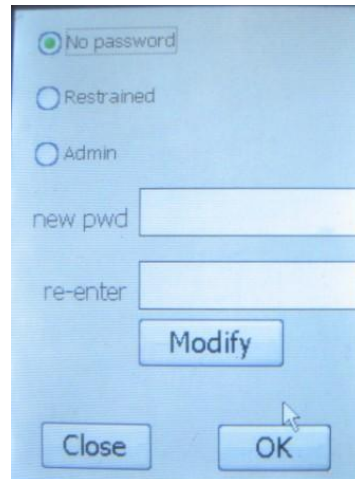 No password
Restrained
Admin
new pwd
re-enter
Modify
Close OK